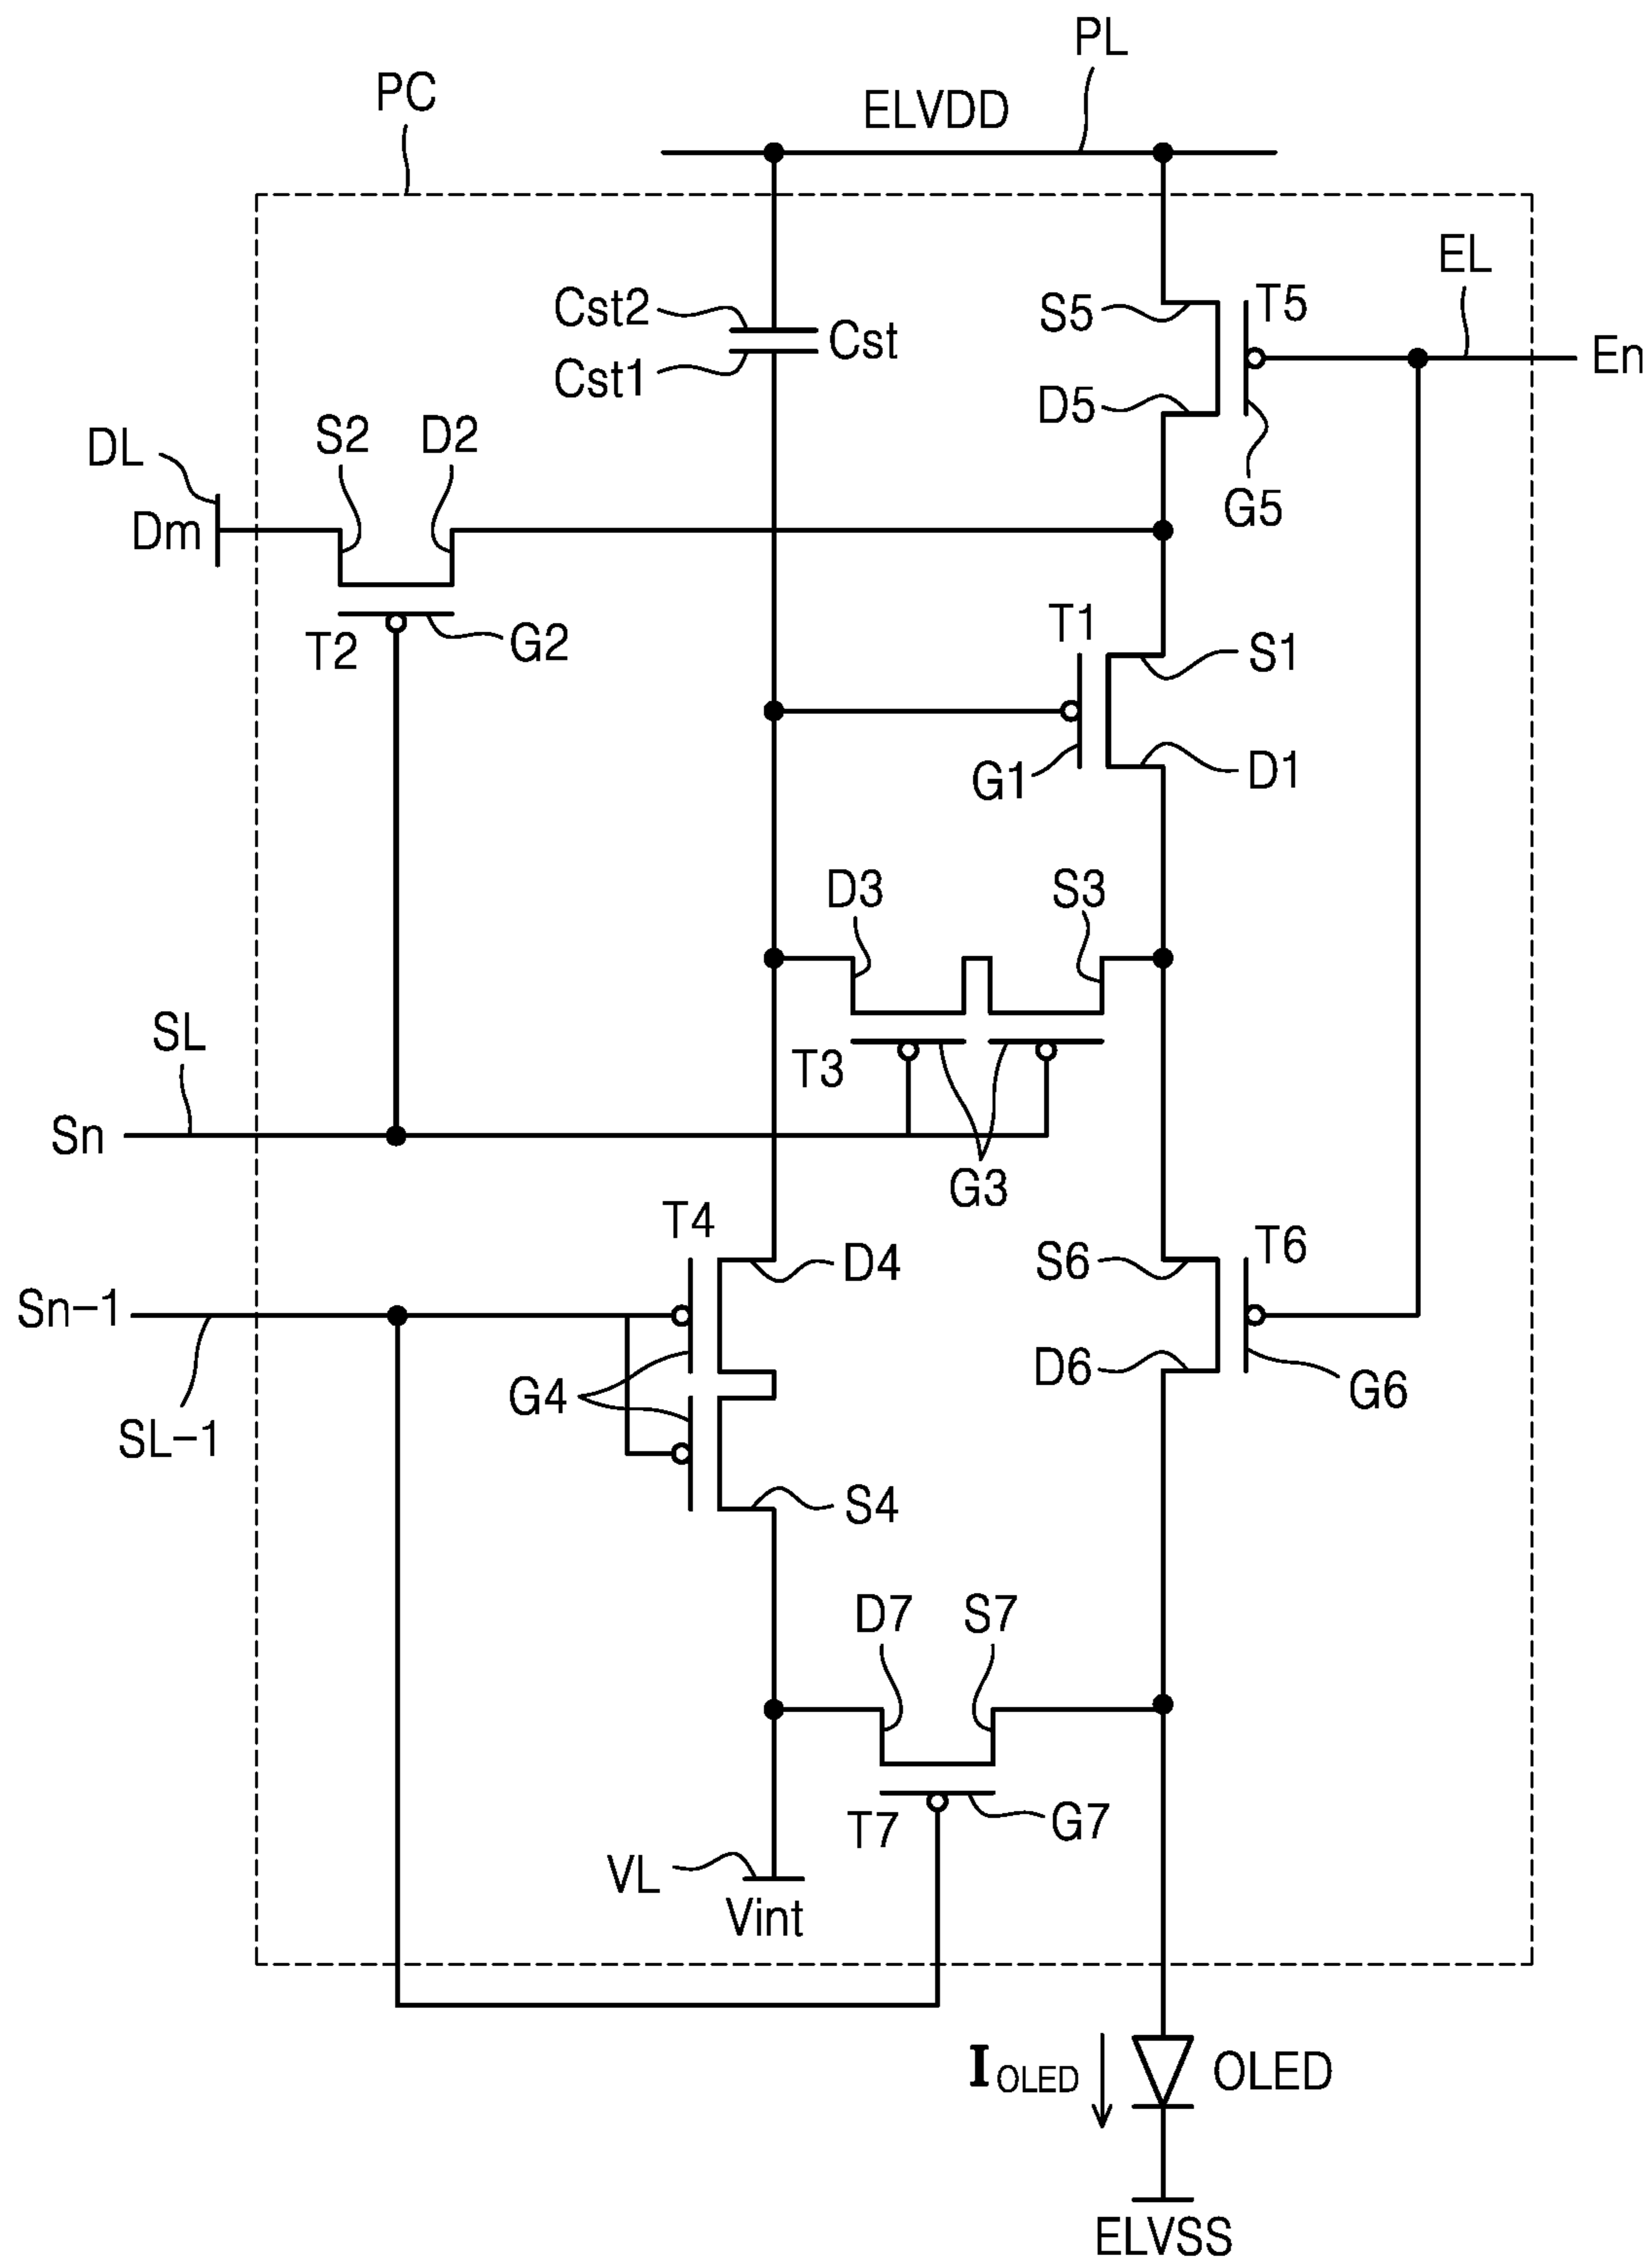 PL
PC
ELVDD
EL
Cst2
S5
T5
Cst
En
Cst1
D5
S2
D2
DL
G5
Dm
T1
T2
G2
S1
G1
D1
D3
S3
SL
T3
Sn
G3
T4
D4
S6
T6
Sn-1
D6
G4
G6
SL-1
S4
D7
S7
T7
G7
VL
Vint
IOLED
OLED
ELVSS